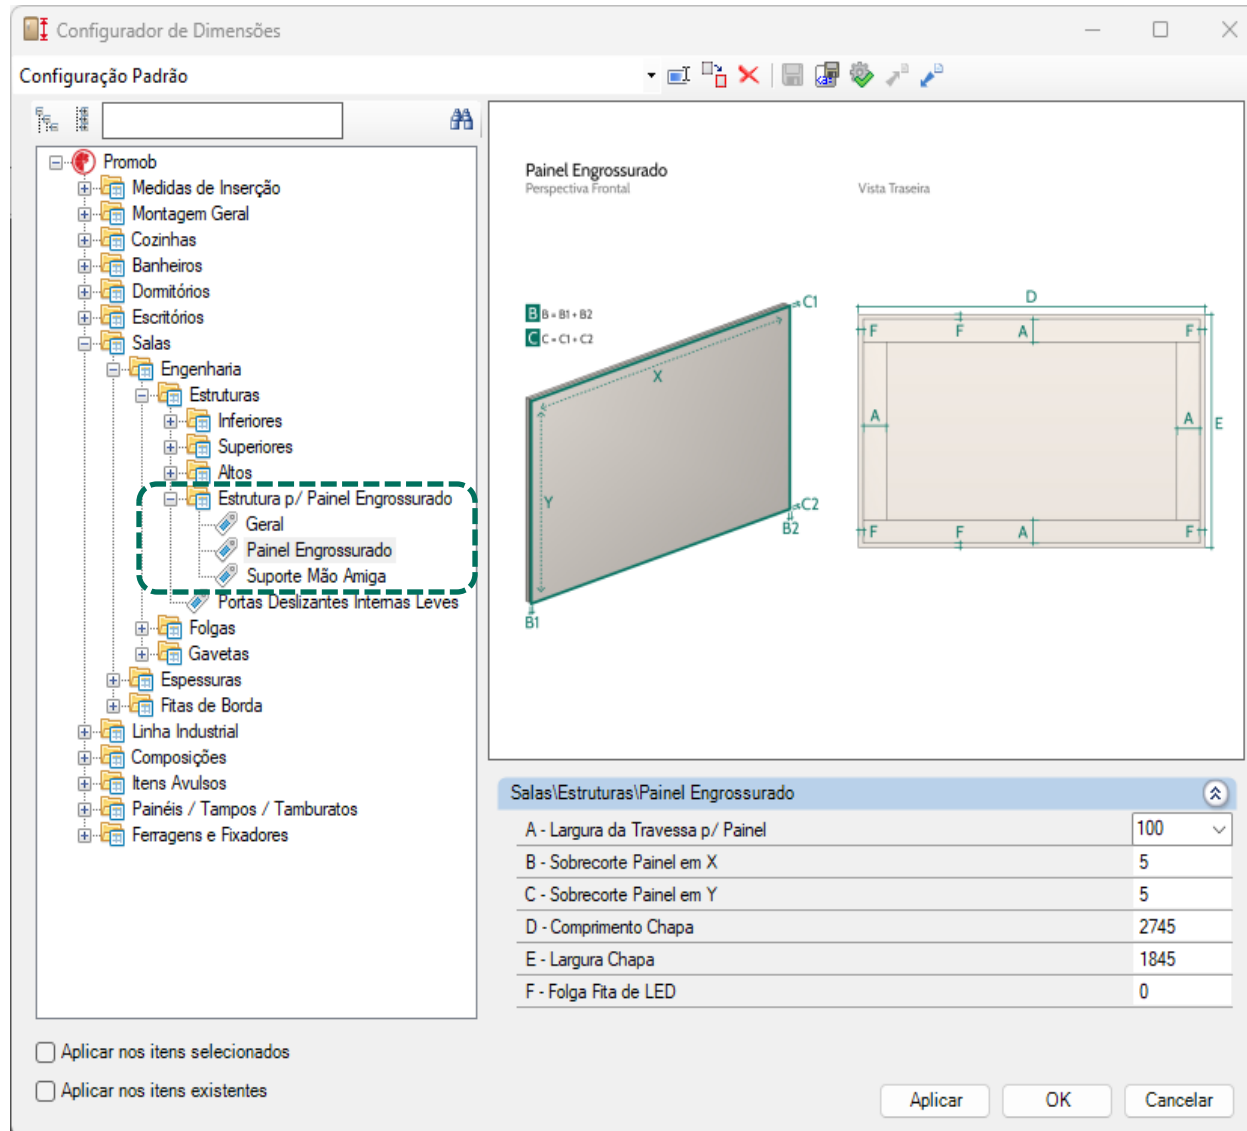 Configurador de Dimensões
Configuração Padrão
Promob
Medidas de Inserção
Montagem Geral
Cozinhas
Banheiros
Dormitórios
Escritórios
Salas
Engenharia
Estruturas
Inferiores
Superiores
Altos
Estrutura p/ Painel Engrossurado
Geral
Painel Engrossurado
Suporte Mão Amiga
Portas Deslizantes Internas Leves
Folgas
Gavetas
Espessuras
Fitas de Borda
Linha Industrial
Composições
Itens Avulsos
Painéis / Tampos / Tamburatos
Ferragens e Fixadores
Painel Engrossurado
Perspectiva Frontal
Vista Traseira
B B = B1 + B2
C C = C1 + C2
C1
X
Y
C2
B2
B1
D
F F A F
A A E
F F A F
Salas\Estruturas\Painel Engrossurado
A - Largura da Travessa p/ Painel 100
B - Sobrecorte Painel em X 5
C - Sobrecorte Painel em Y 5
D - Comprimento Chapa 2745
E - Largura Chapa 1845
F - Folga Fita de LED 0
Aplicar nos itens selecionados
Aplicar nos itens existentes
Aplicar OK Cancelar